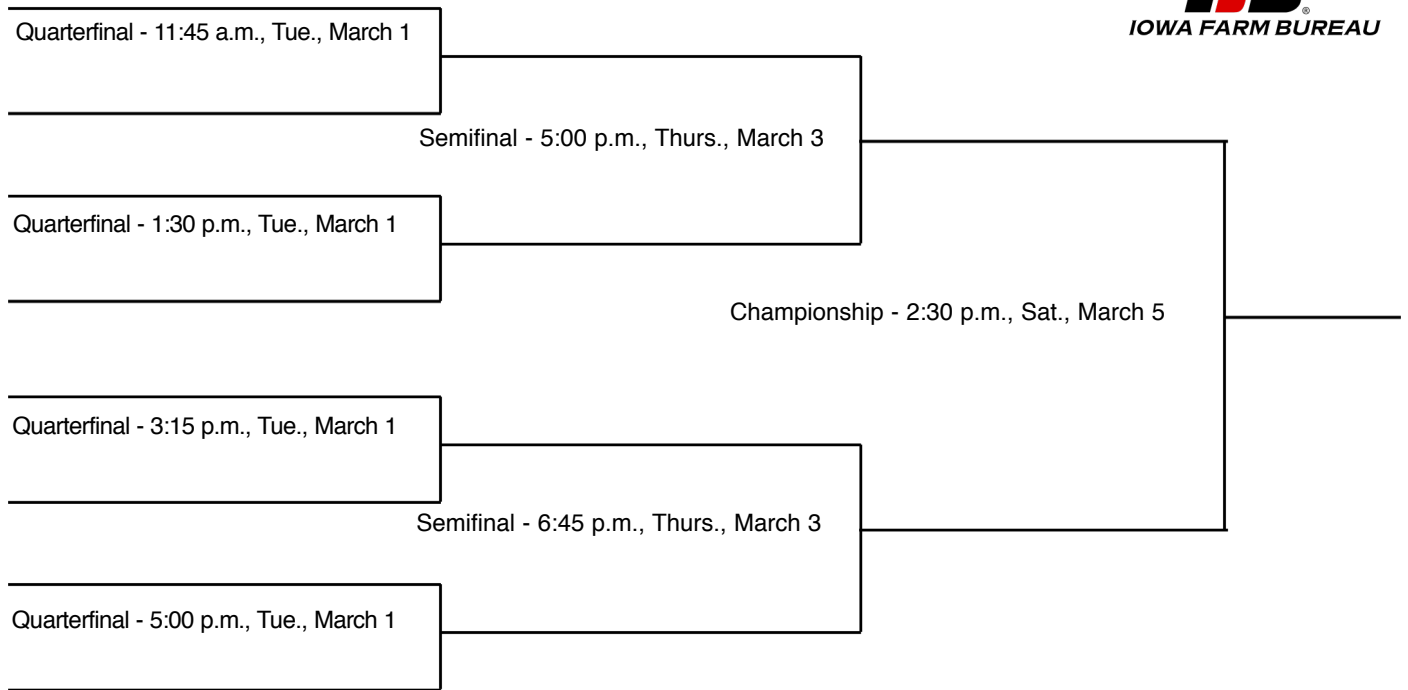 Quarterfinal - 11:45 a.m., Tue., March 1
®
IOWA FARM BUREAU
Semifinal - 5:00 p.m., Thurs., March 3
Quarterfinal - 1:30 p.m., Tue., March 1
Championship - 2:30 p.m., Sat., March 5
Quarterfinal - 3:15 p.m., Tue., March 1
Semifinal - 6:45 p.m., Thurs., March 3
Quarterfinal - 5:00 p.m., Tue., March 1